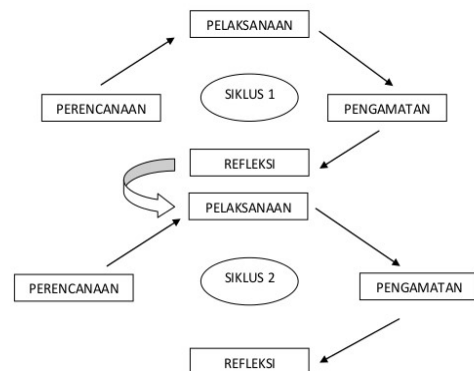 PELAKSANAAN
SIKLUS 1
PERENCANAAN
PENGAMATAN
REFLEKSI
PELAKSANAAN
SIKLUS 2
PERENCANAAN
PENGAMATAN
REFLEKSI